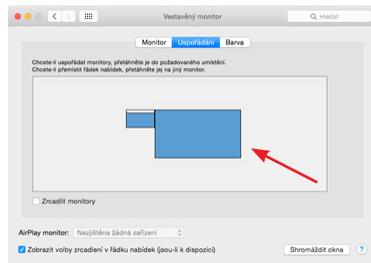 Vestavěný monitor
Hledat
Monitor Uspořádání Barva
Chcete-li uspořádat monitory, přetáhněte je do požadovaného umístění.
Chcete-li přemístit řádek nabídek, přetáhněte jej na jiný monitor.
Zrcadlit monitory
AirPlay monitor: Nezjištěna žádná zařízení
Zobrazit volby zrcadlení v řádku nabídek (jsou-li k dispozici)
Shromáždit okna
?